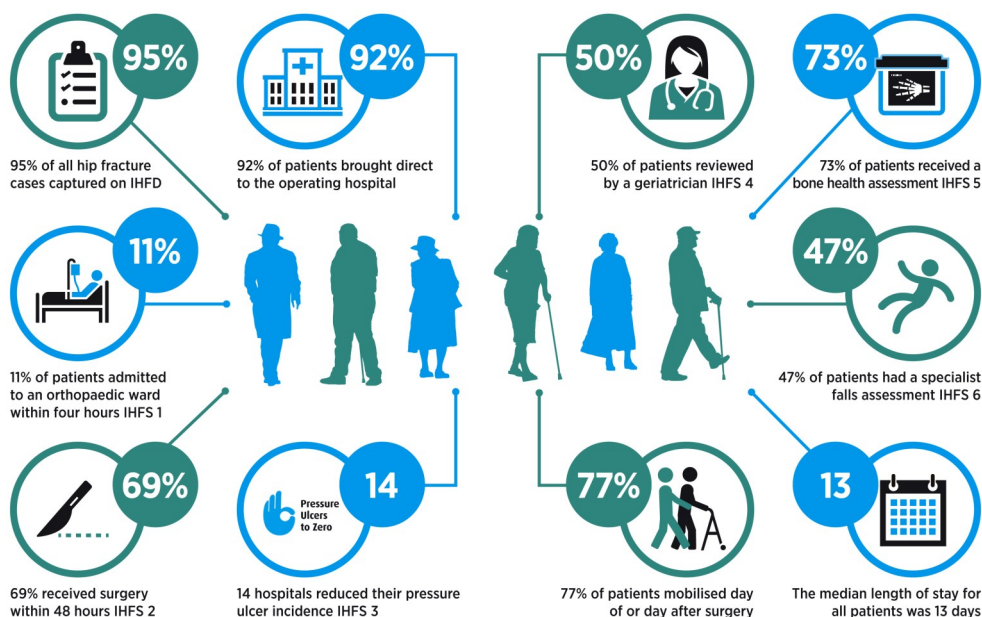 95%
95% of all hip fracture
cases captured on IHFD
92%
92% of patients brought direct
to the operating hospital
50%
50% of patients reviewed
by a geriatrician IHFS 4
73%
73% of patients received a
bone health assessment IHFS 5
11%
11% of patients admitted
to an orthopaedic ward
within four hours IHFS 1
47%
47% of patients had a specialist
falls assessment IHFS 6
69%
69% received surgery
within 48 hours IHFS 2
14
Pressure
Ulcers
to Zero
14 hospitals reduced their pressure
ulcer incidence IHFS 3
77%
77% of patients mobilised day
of or day after surgery
13
The median length of stay for
all patients was 13 days